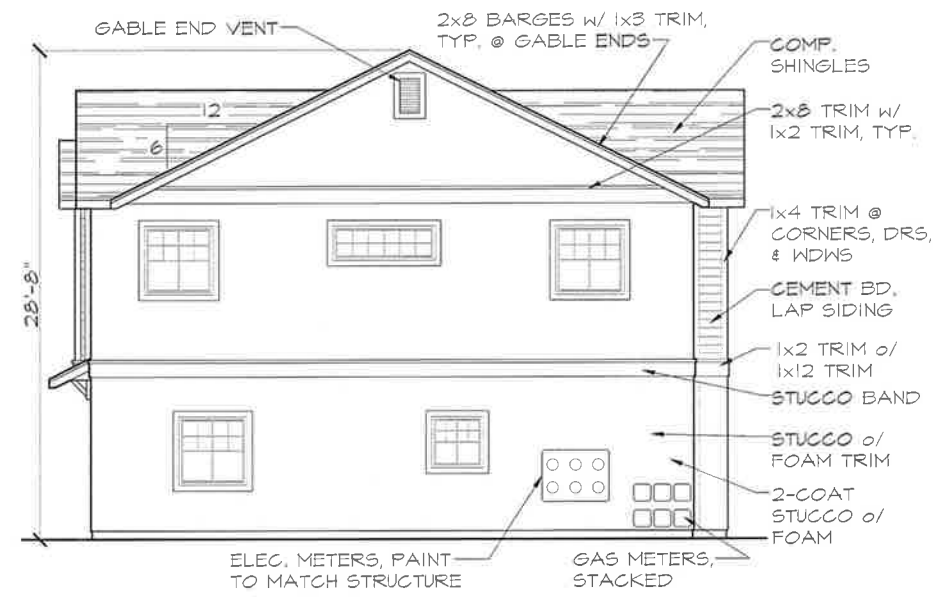 GABLE END VENT
2x8 BARGES W/ 1x3 TRIM,
TYP. @ GABLE ENDS
COMP.
SHINGLES
12
6
2x8 TRIM W/
1x2 TRIM, TYP.
1x4 TRIM @
CORNERS, DRS,
& WDWS
28'-8"
CEMENT BD.
LAP SIDING
1x2 TRIM o/
1x12 TRIM
STUCCO BAND
STUCCO o/
FOAM TRIM
2-COAT
STUCCO o/
FOAM
ELEC. METERS, PAINT
TO MATCH STRUCTURE
GAS METERS,
STACKED